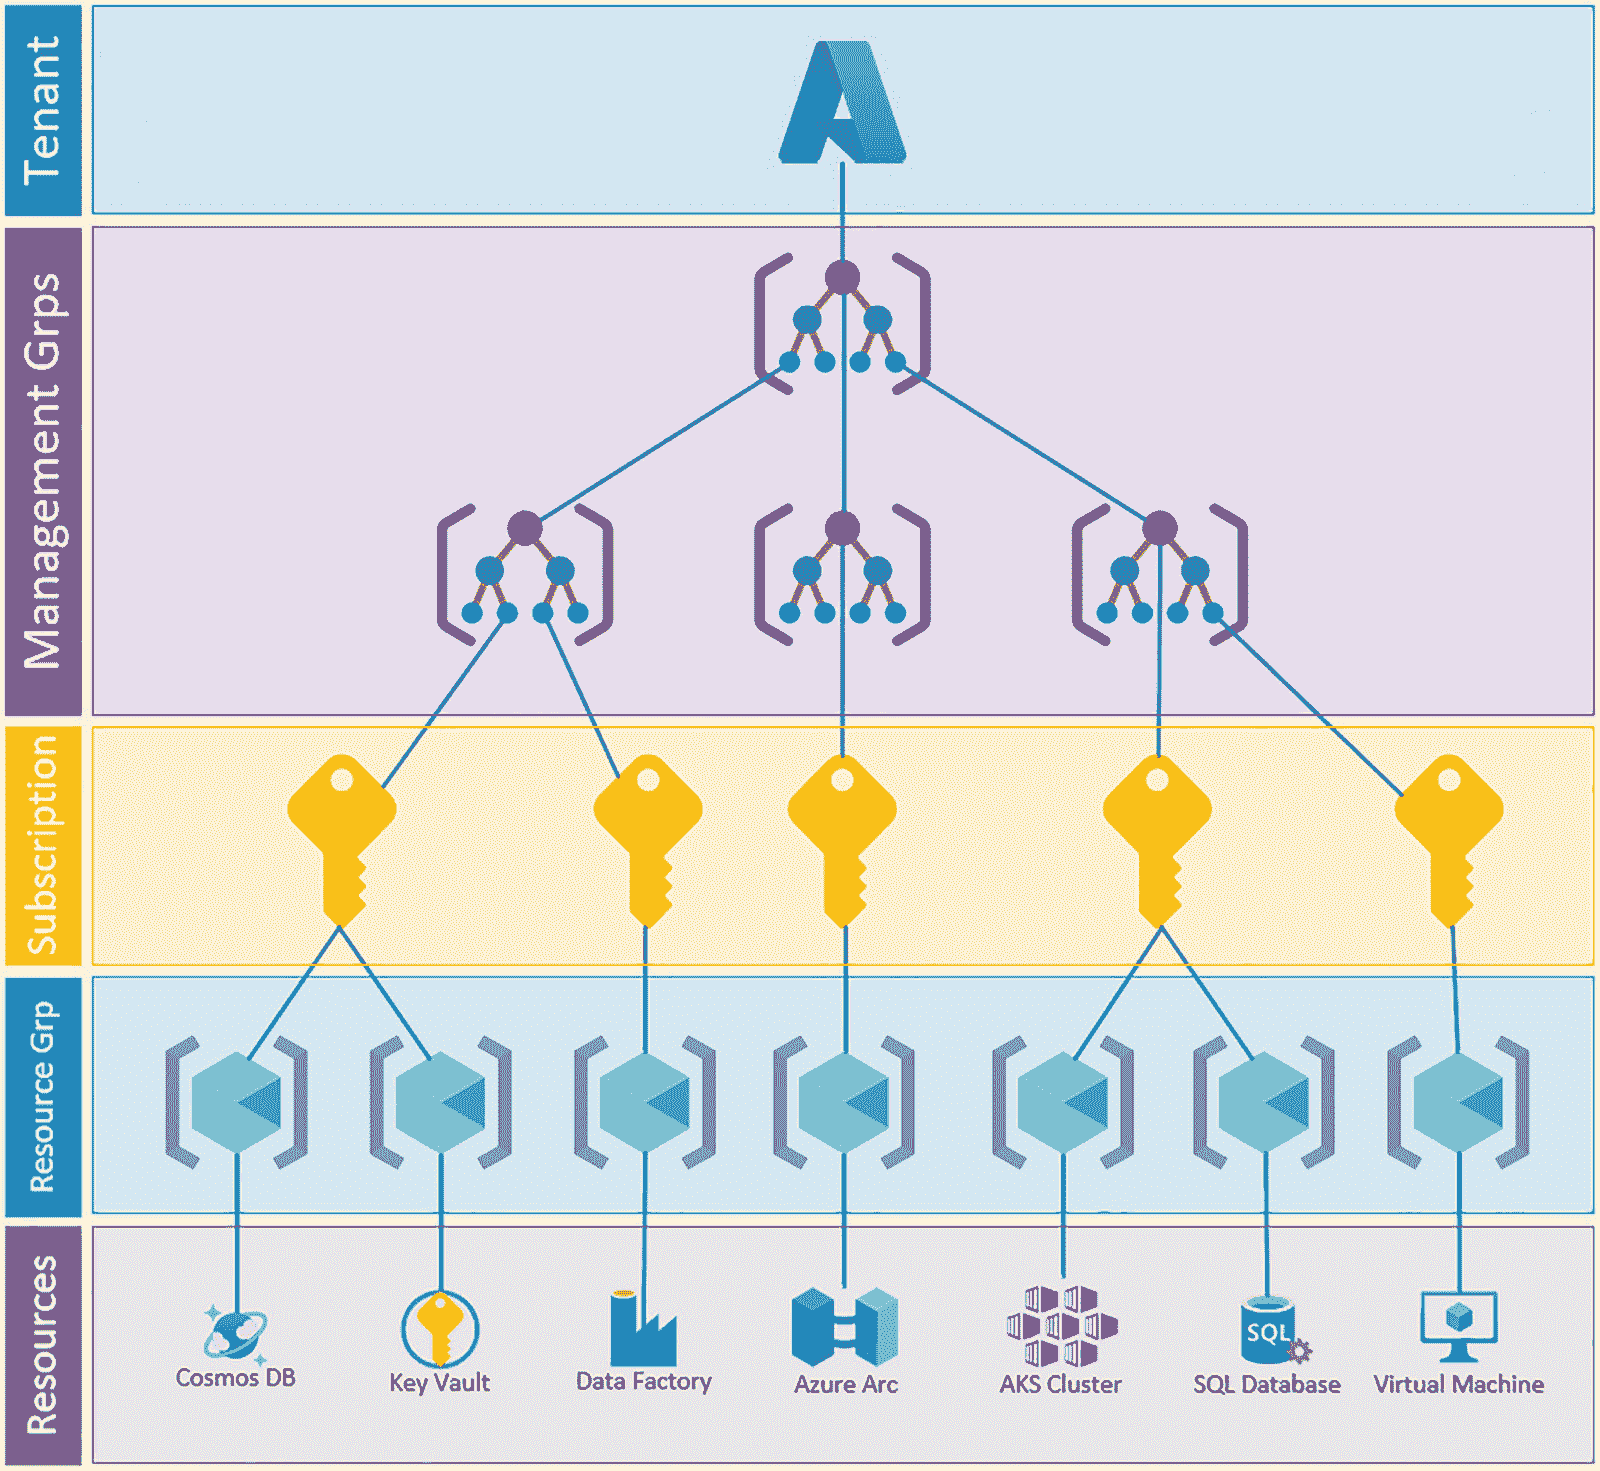 Tenant
Management Grps
Subscription
Resource Grp
Resources
Cosmos DB
Key Vault
Data Factory
Azure Arc
AKS Cluster
SQL
SQL Database
Virtual Machine